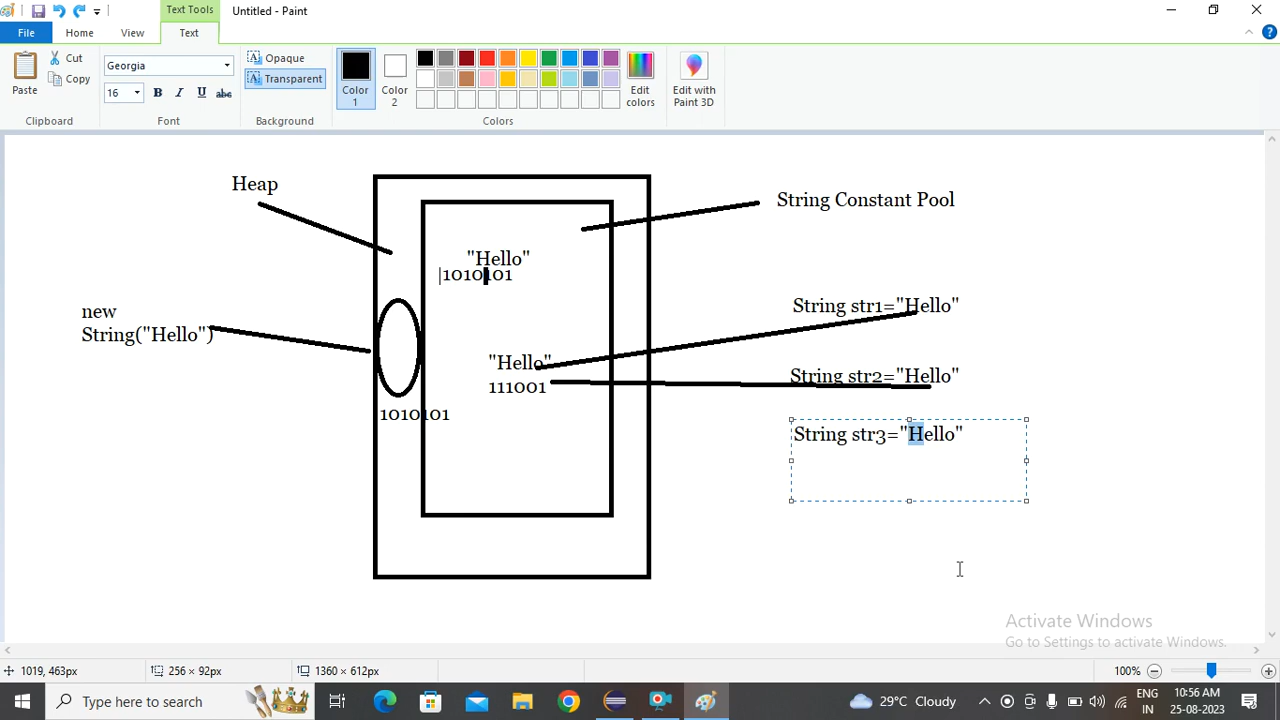 Text Tools
Untitled - Paint
File
Home
View
Text
Paste
Cut
Copy
Clipboard
Georgia
16
B I U abc
Font
Opaque
Transparent
Background
Color 1
Color 2
Edit colors
Colors
Edit with Paint 3D
Heap
String Constant Pool
"Hello"
|1010101
new
String("Hello")
String str1="Hello"
"Hello"
111001
String str2="Hello"
1010101
String str3="Hello"
Activate Windows
Go to Settings to activate Windows.
1019, 463px
256 × 92px
1360 × 612px
100%
Type here to search
29°C Cloudy
ENG
IN
10:56 AM
25-08-2023